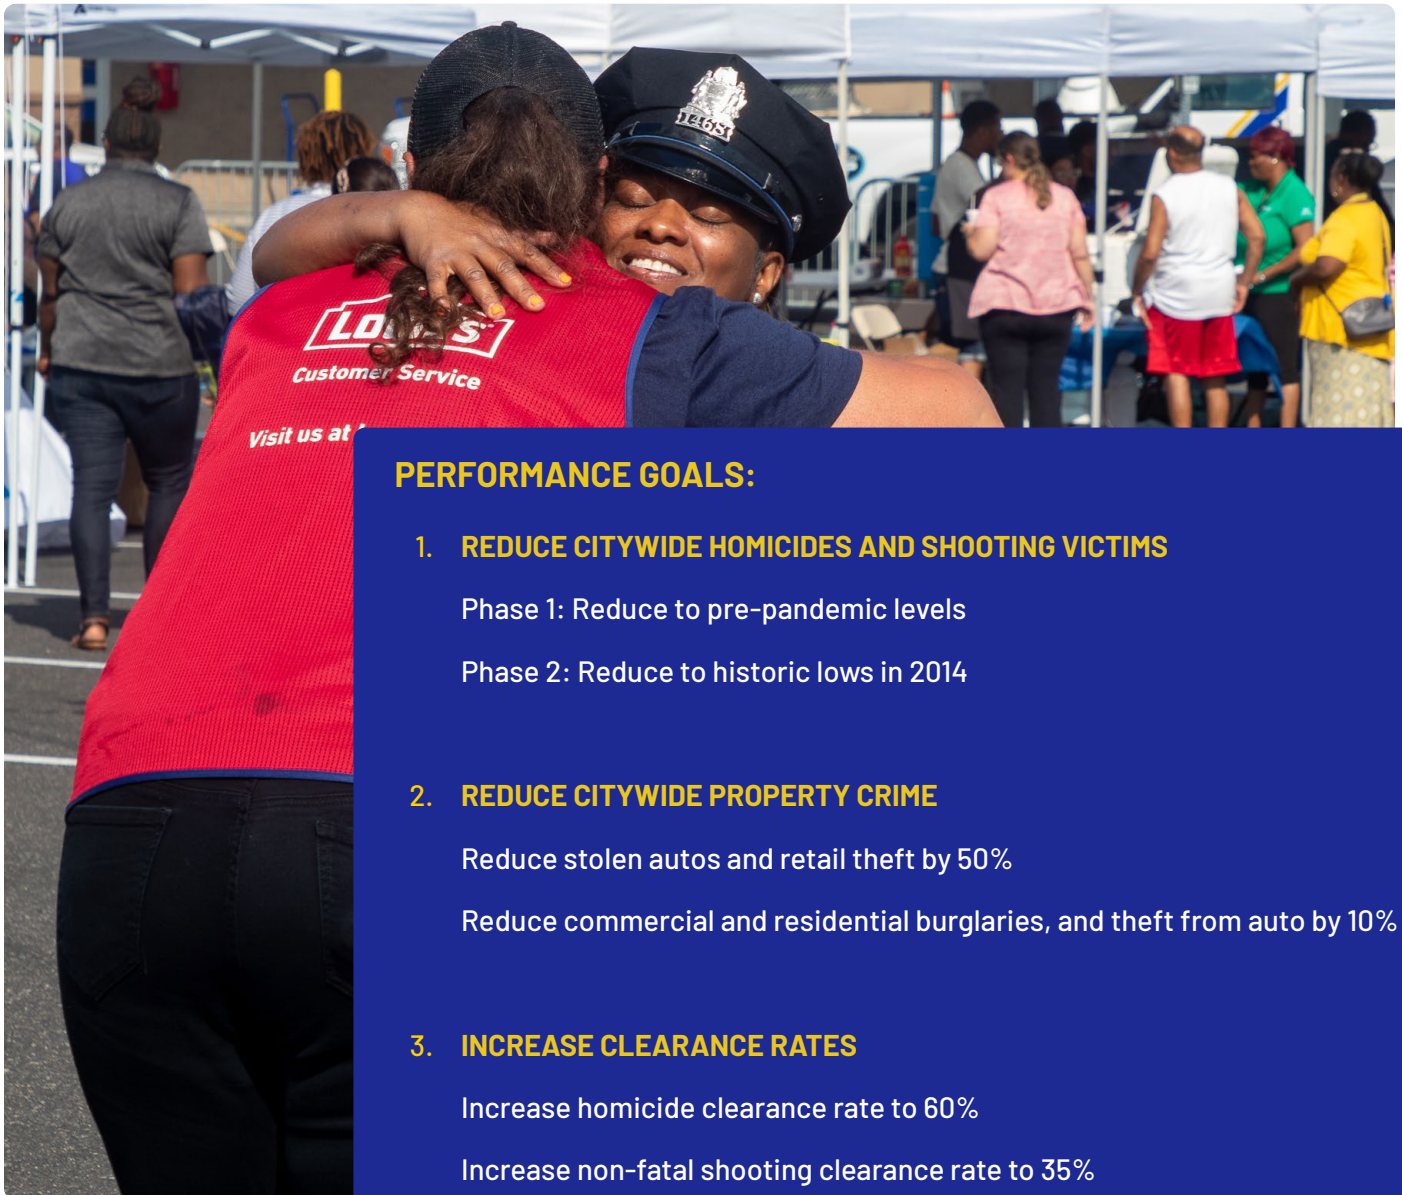 1463
Customer Service
Visit us at
PERFORMANCE GOALS:
1. REDUCE CITYWIDE HOMICIDES AND SHOOTING VICTIMS
Phase 1: Reduce to pre-pandemic levels
Phase 2: Reduce to historic lows in 2014
2. REDUCE CITYWIDE PROPERTY CRIME
Reduce stolen autos and retail theft by 50%
Reduce commercial and residential burglaries, and theft from auto by 10%
3. INCREASE CLEARANCE RATES
Increase homicide clearance rate to 60%
Increase non-fatal shooting clearance rate to 35%